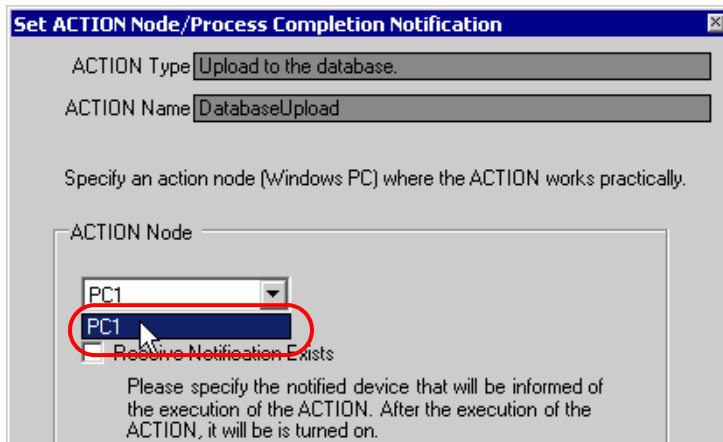 Set ACTION Node/Process Completion Notification
ACTION Type Upload to the database.
ACTION Name DatabaseUpload
Specify an action node (Windows PC) where the ACTION works practically.
ACTION Node
PC1
PC1
Receive Notification Exists
Please specify the notified device that will be informed of
the execution of the ACTION. After the execution of the
ACTION, it will be is turned on.